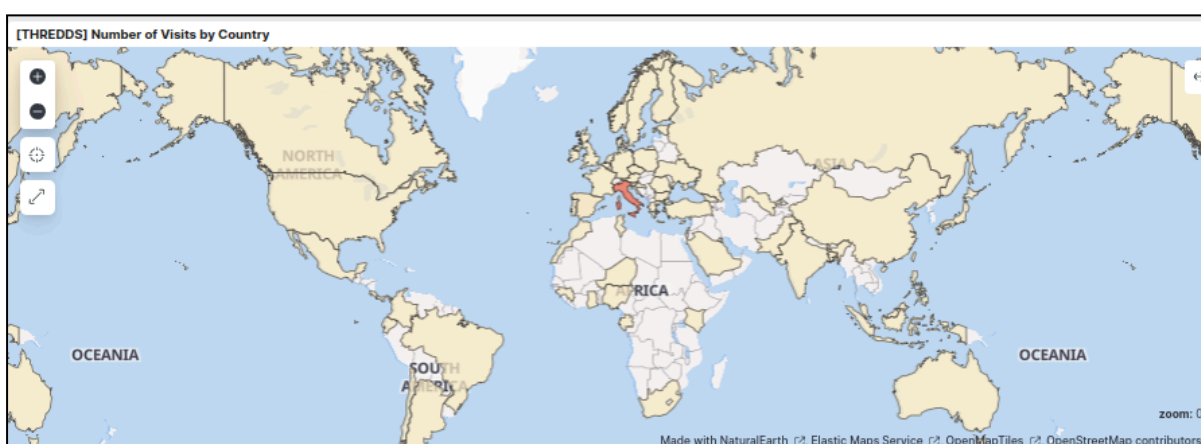 [THREDDS] Number of Visits by Country
NORTH
AMERICA
ASIA
AFRICA
OCEANIA
SOUTH
AMERICA
OCEANIA
zoom: 0
Made with NaturalEarth, Elastic Maps Service, OpenMapTiles, OpenStreetMap contributors